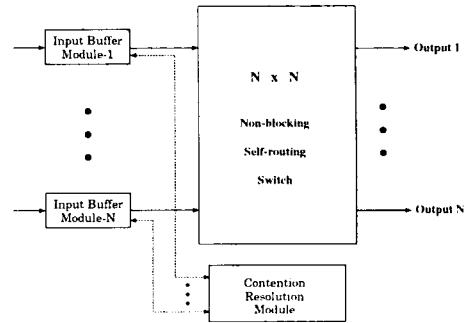 Input Buffer
Module-1
N x N
Non-blocking
Self-routing
Switch
Output 1
Input Buffer
Module-N
Output N
Contention
Resolution
Module